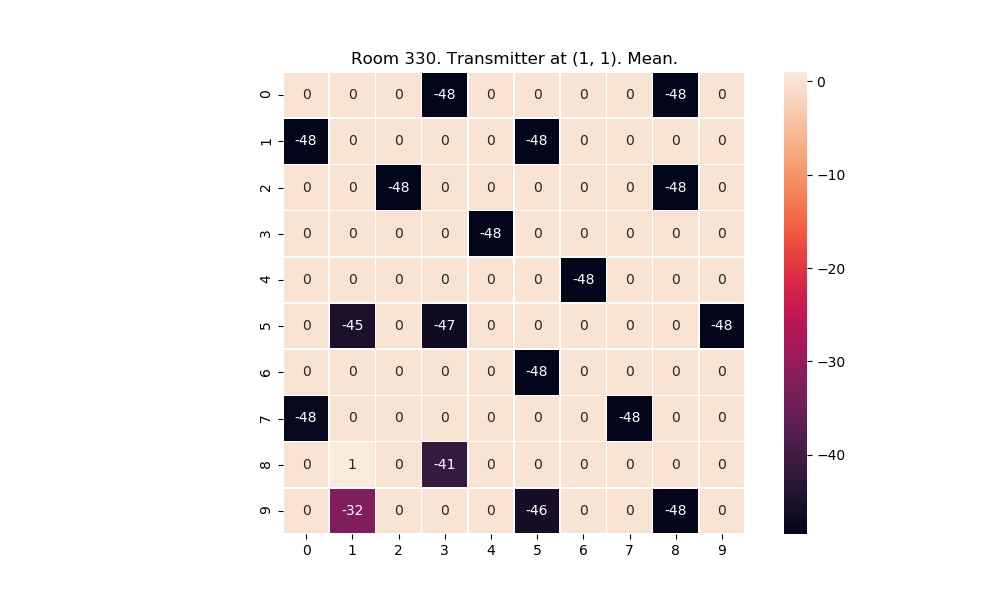 Room 330. Transmitter at (1, 1). Mean.
0 0 0 0 -48 0 0 0 0 -48 0
1 -48 0 0 0 0 -48 0 0 0 0
2 0 0 -48 0 0 0 0 0 -48 0
3 0 0 0 0 -48 0 0 0 0 0
4 0 0 0 0 0 0 -48 0 0 0
5 0 -45 0 -47 0 0 0 0 0 -48
6 0 0 0 0 0 -48 0 0 0 0
7 -48 0 0 0 0 0 0 -48 0 0
8 0 1 0 -41 0 0 0 0 0 0
9 0 -32 0 0 0 -46 0 0 -48 0
0 1 2 3 4 5 6 7 8 9
0
−10
−20
−30
−40